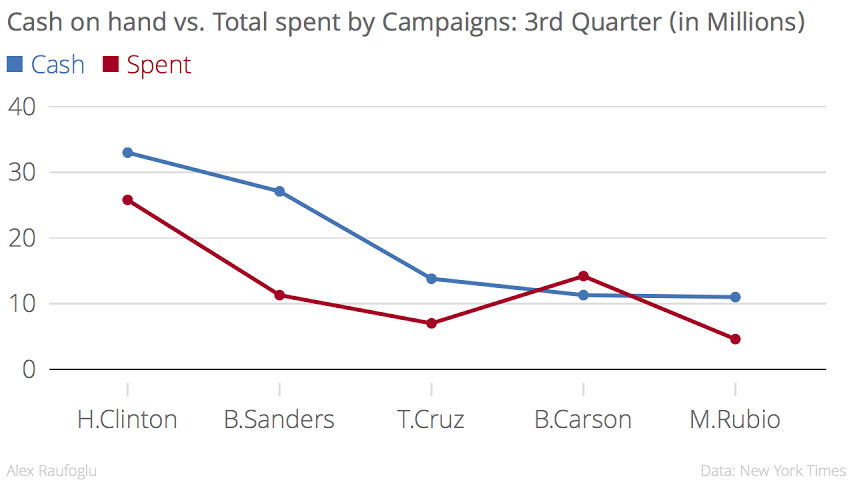 Cash on hand vs. Total spent by Campaigns: 3rd Quarter (in Millions)
Cash Spent
40
30
20
10
0
H.Clinton B.Sanders T.Cruz B.Carson M.Rubio
Alex Raufoglu Data: New York Times